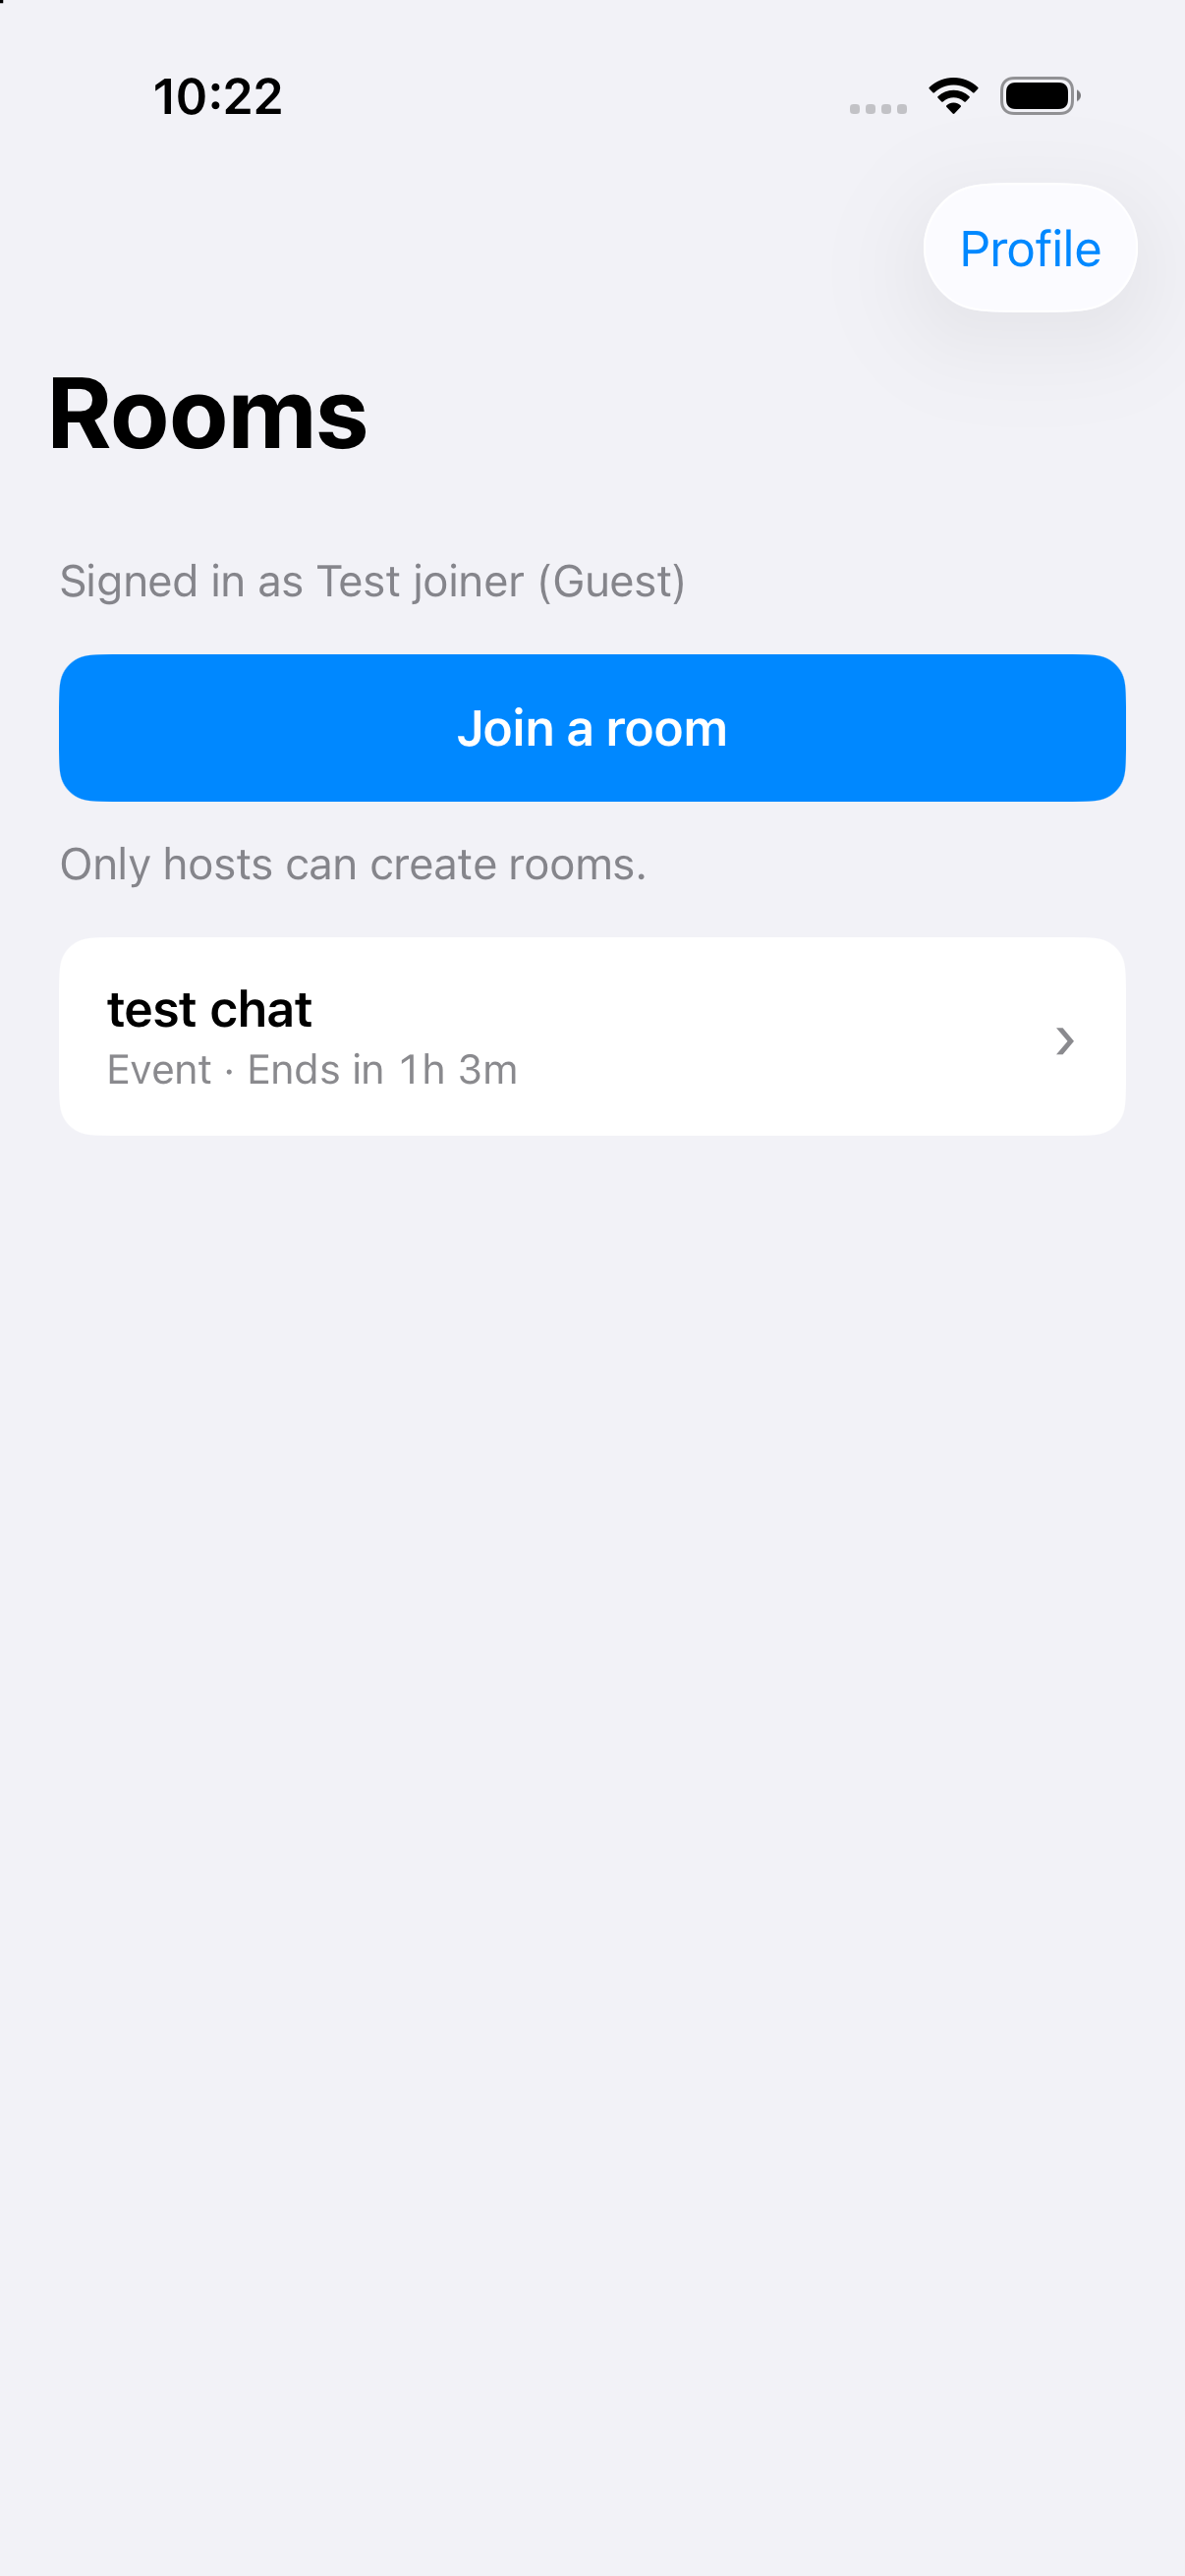 10:22
Profile
Rooms
Signed in as Test joiner (Guest)
Join a room
Only hosts can create rooms.
test chat
Event · Ends in 1h 3m